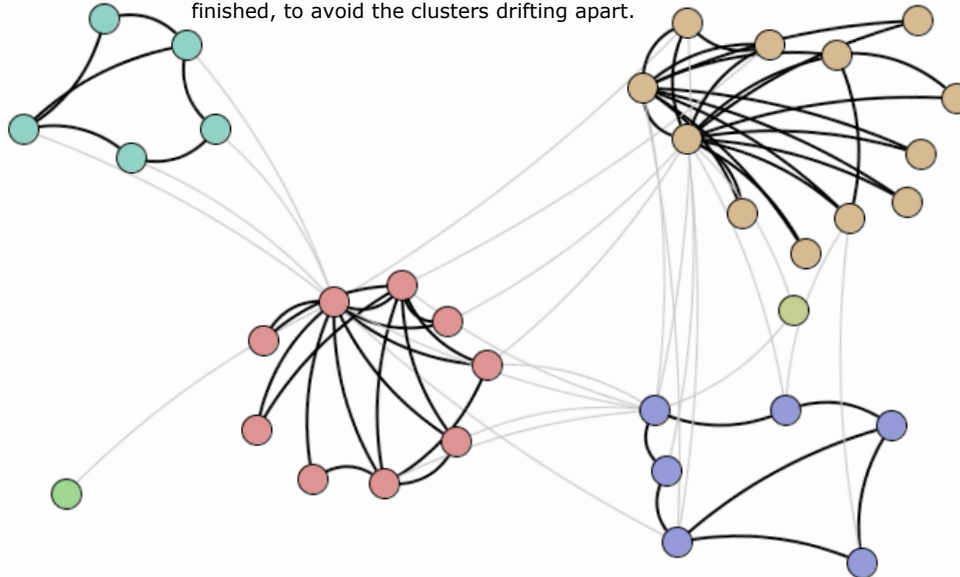 finished, to avoid the clusters drifting apart.